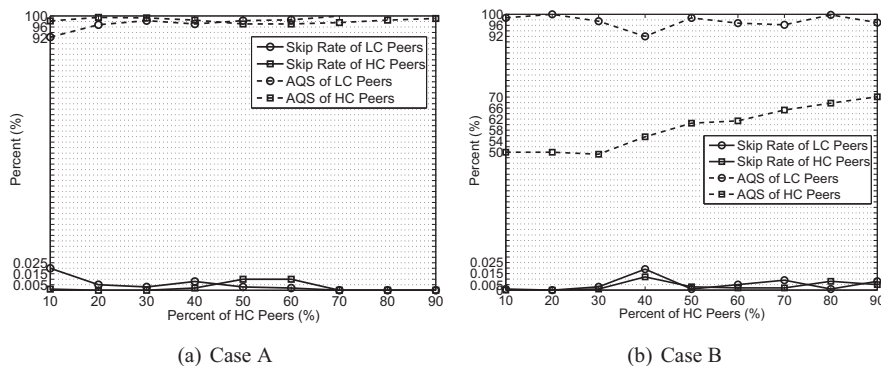 100
96
92
Skip Rate of LC Peers
Skip Rate of HC Peers
AQS of LC Peers
AQS of HC Peers
Percent (%)
0.025
0.015
0.005
10 20 30 40 50 60 70 80 90
Percent of HC Peers (%)
(a) Case A
100
96
92
70
66
62
58
54
50
Skip Rate of LC Peers
Skip Rate of HC Peers
AQS of LC Peers
AQS of HC Peers
Percent (%)
0.025
0.015
0.005
10 20 30 40 50 60 70 80 90
Percent of HC Peers (%)
(b) Case B